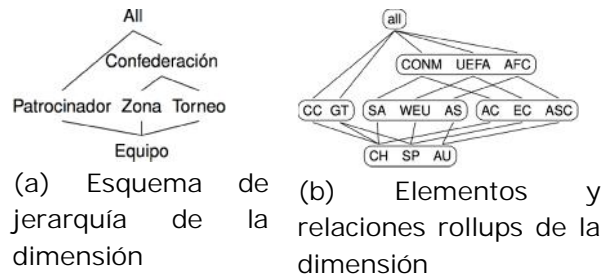 All
Confederación
Patrocinador Zona Torneo
Equipo
(a) Esquema de
jerarquía de la
dimensión
all
CONM UEFA AFC
CC GT SA WEU AS AC EC ASC
CH SP AU
(b) Elementos y
relaciones rollups de la
dimensión